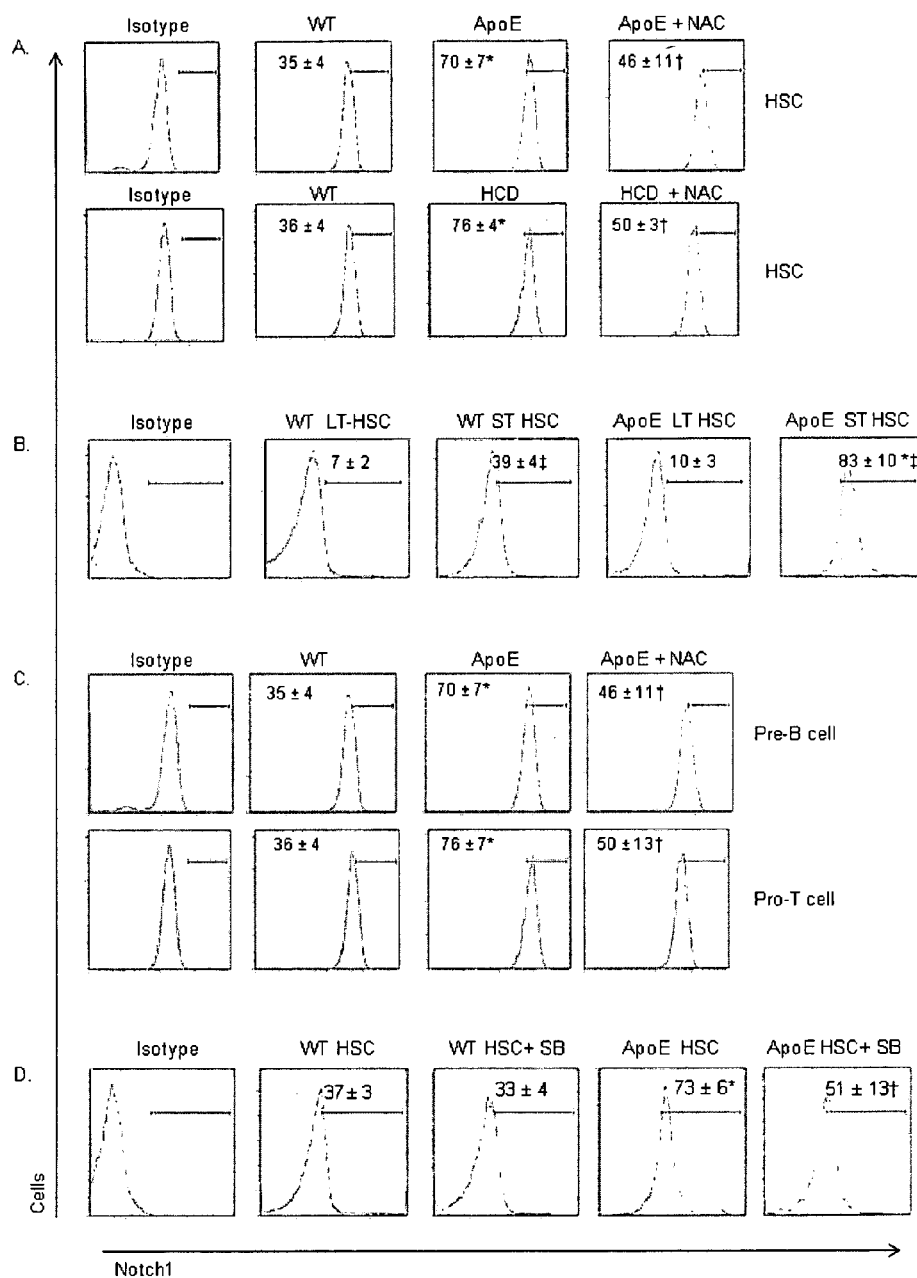 A.
Isotype WT ApoE ApoE + NAC
35 ± 4 70 ± 7* 46 ± 11† HSC
Isotype WT HCD HCD + NAC
36 ± 4 76 ± 4* 50 ± 3† HSC
B.
Isotype WT LT-HSC WT ST HSC ApoE LT HSC ApoE ST HSC
7 ± 2 39 ± 4‡ 10 ± 3 83 ± 10 *‡
C.
Isotype WT ApoE ApoE + NAC
35 ± 4 70 ± 7* 46 ± 11† Pre-B cell
36 ± 4 76 ± 7* 50 ± 13† Pro-T cell
D.
Isotype WT HSC WT HSC+ SB ApoE HSC ApoE HSC+ SB
37 ± 3 33 ± 4 73 ± 6* 51 ± 13†
Cells
Notch1